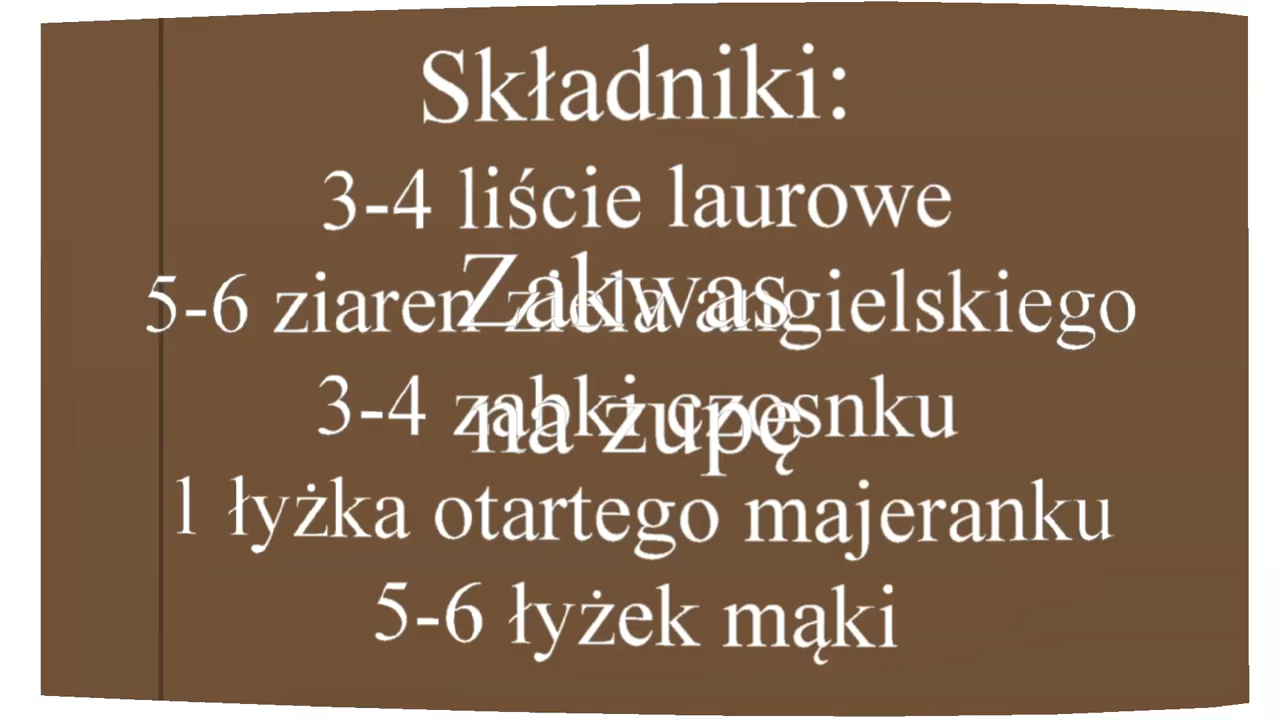 Składniki:
3-4 liście laurowe
5-6 ziaren ziela angielskiego
Zakwas
3-4 ząbki czosnku
na zupę
1 łyżka otartego majeranku
5-6 łyżek mąki